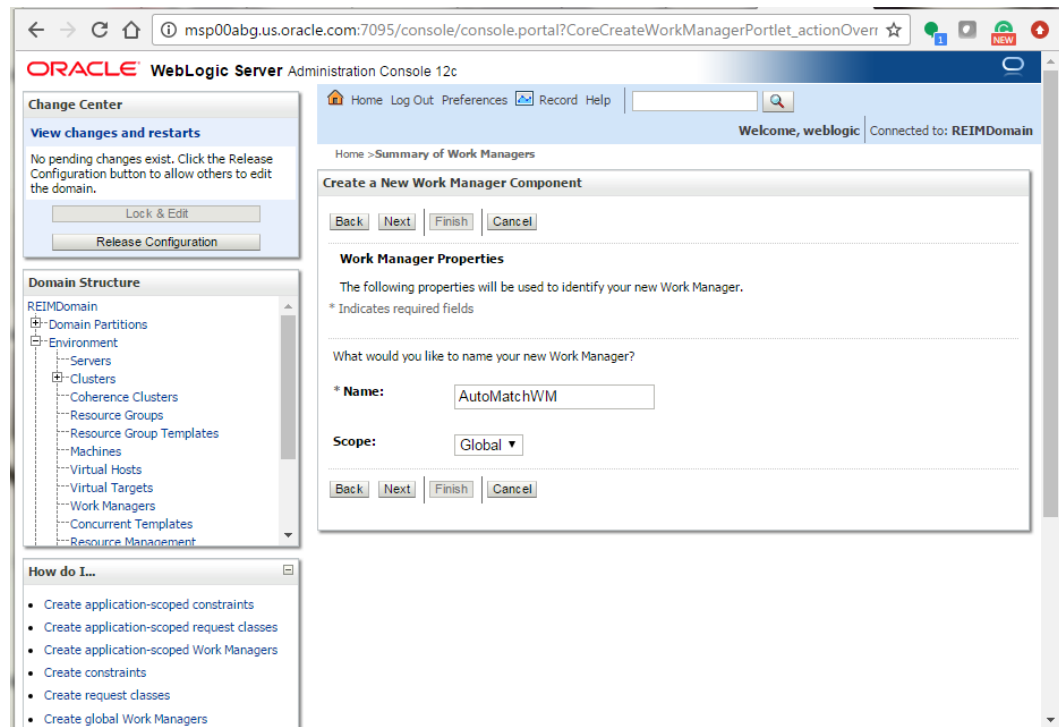 msp00abg.us.oracle.com:7095/console/console.portal?CoreCreateWorkManagerPortlet_actionOverr
1
NEW
ORACLE WebLogic Server Administration Console 12c
Change Center
View changes and restarts
No pending changes exist. Click the Release
Configuration button to allow others to edit
the domain.
Lock & Edit
Release Configuration
Domain Structure
REIMDomain
Domain Partitions
Environment
Servers
Clusters
Coherence Clusters
Resource Groups
Resource Group Templates
Machines
Virtual Hosts
Virtual Targets
Work Managers
Concurrent Templates
Resource Management
How do I...
Create application-scoped constraints
Create application-scoped request classes
Create application-scoped Work Managers
Create constraints
Create request classes
Create global Work Managers
Home Log Out Preferences Record Help
Welcome, weblogic Connected to: REIMDomain
Home >Summary of Work Managers
Create a New Work Manager Component
Back Next Finish Cancel
Work Manager Properties
The following properties will be used to identify your new Work Manager.
* Indicates required fields
What would you like to name your new Work Manager?
* Name: AutoMatchWM
Scope: Global
Back Next Finish Cancel